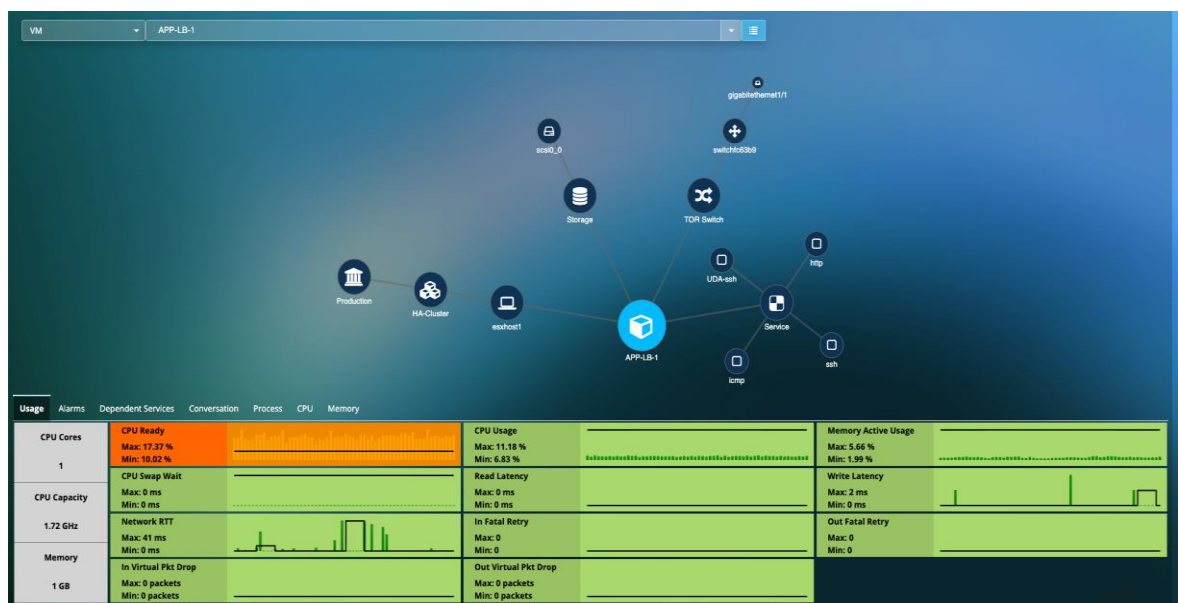 VM
APP-LB-1
gigabitethernet1/1
scsi0_0
switchfc63b9
Storage
TOR Switch
http
UDA-ssh
Production
HA-Cluster
esxhost1
Service
APP-LB-1
ssh
icmp
Usage Alarms Dependent Services Conversation Process CPU Memory
CPU Cores
1
CPU Capacity
1.72 GHz
Memory
1 GB
CPU Ready
Max: 17.37 %
Min: 10.02 %
CPU Usage
Max: 11.18 %
Min: 6.83 %
Memory Active Usage
Max: 5.66 %
Min: 1.99 %
CPU Swap Wait
Max: 0 ms
Min: 0 ms
Read Latency
Max: 0 ms
Min: 0 ms
Write Latency
Max: 2 ms
Min: 0 ms
Network RTT
Max: 41 ms
Min: 0 ms
In Fatal Retry
Max: 0
Min: 0
Out Fatal Retry
Max: 0
Min: 0
In Virtual Pkt Drop
Max: 0 packets
Min: 0 packets
Out Virtual Pkt Drop
Max: 0 packets
Min: 0 packets